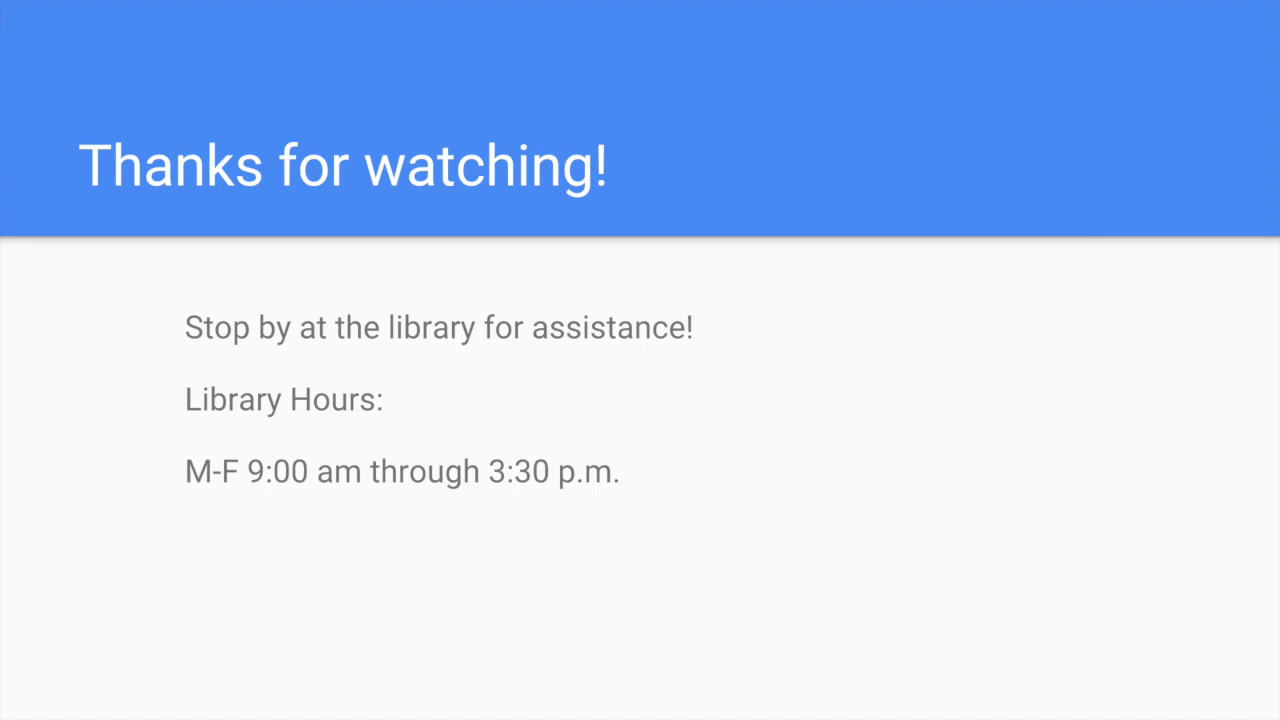 Thanks for watching!
Stop by at the library for assistance!
Library Hours:
M-F 9:00 am through 3:30 p.m.